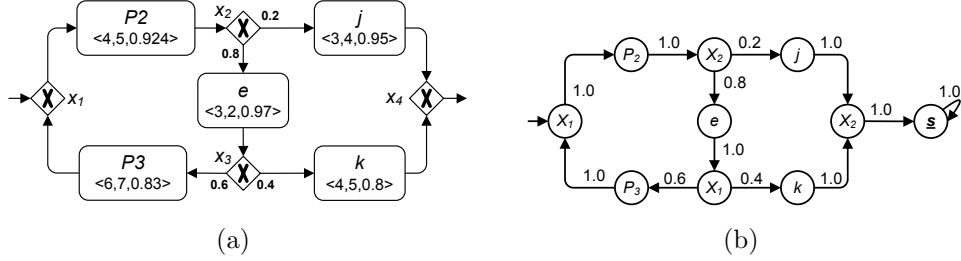 P2
<4,5,0.924>
x2
0.2
j
<3,4,0.95>
0.8
e
<3,2,0.97>
x1
x4
P3
<6,7,0.83>
x3
0.6
0.4
k
<4,5,0.8>
(a)
P2
1.0
X2
0.2
j
1.0
1.0
0.8
X1
e
X2
1.0
s
1.0
1.0
1.0
P3
0.6
X1
0.4
k
1.0
(b)